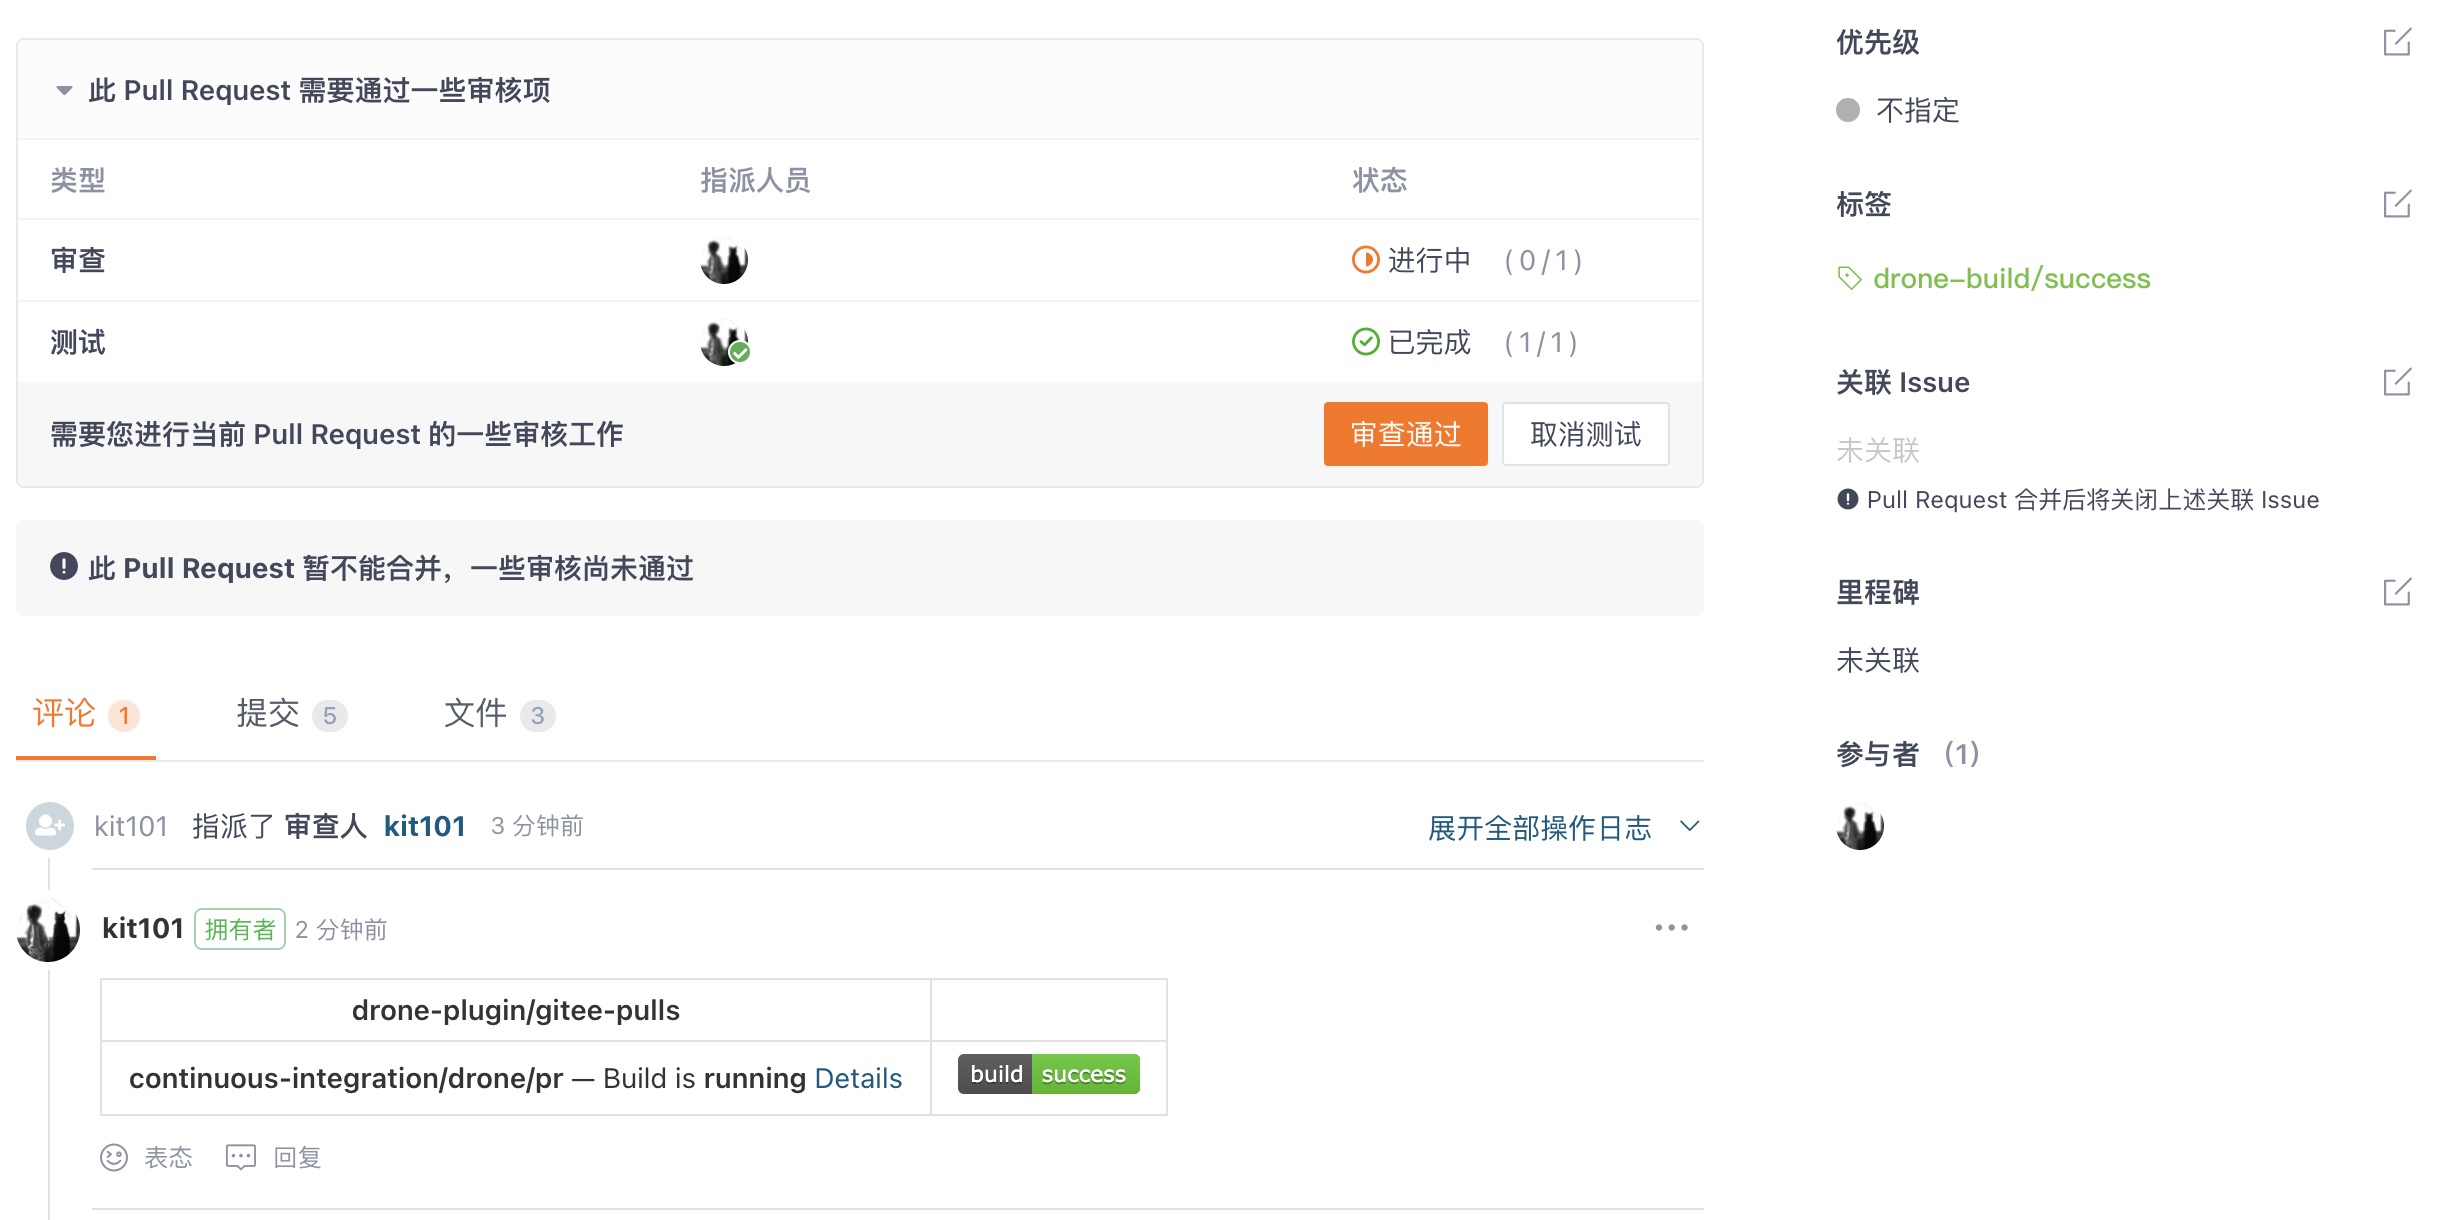 此 Pull Request 需要通过一些审核项
类型 指派人员 状态
审查 进行中 (0/1)
测试 已完成 (1/1)
需要您进行当前 Pull Request 的一些审核工作 审查通过 取消测试
此 Pull Request 暂不能合并，一些审核尚未通过
评论 1 提交 5 文件 3
kit101 指派了 审查人 kit101 3 分钟前 展开全部操作日志
kit101 拥有者 2 分钟前
drone-plugin/gitee-pulls
continuous-integration/drone/pr — Build is running Details build success
表态 回复
优先级
不指定
标签
drone-build/success
关联 Issue
未关联
Pull Request 合并后将关闭上述关联 Issue
里程碑
未关联
参与者 (1)